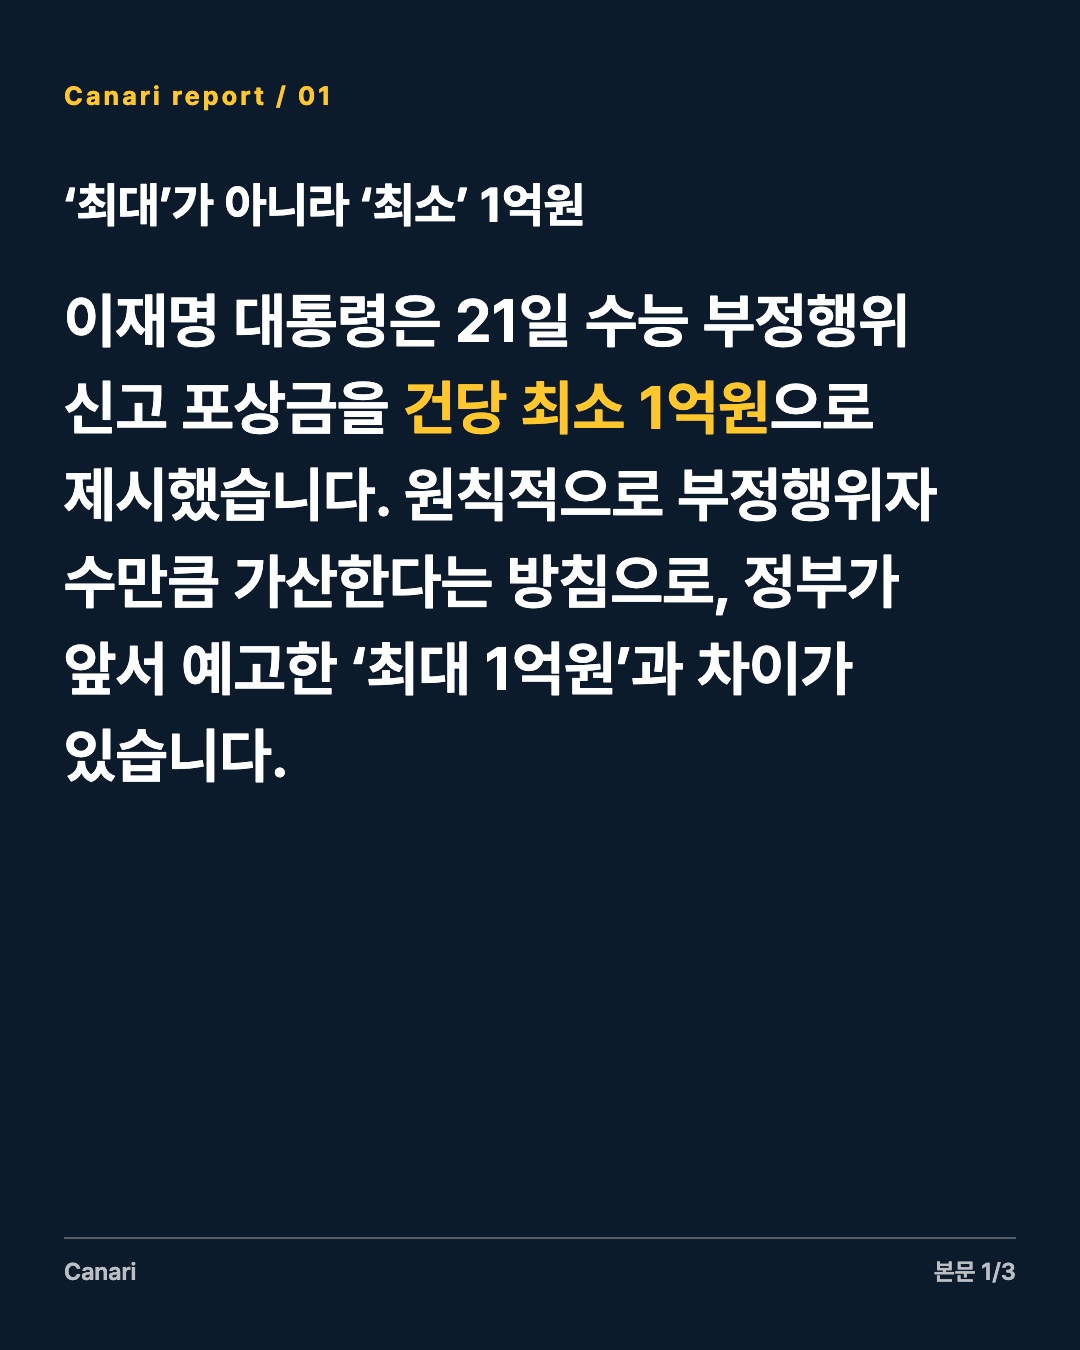 Canari report / 01
‘최대’가 아니라 ‘최소’ 1억원
이재명 대통령은 21일 수능 부정행위
신고 포상금을 건당 최소 1억원으로
제시했습니다. 원칙적으로 부정행위자
수만큼 가산한다는 방침으로, 정부가
앞서 예고한 ‘최대 1억원’과 차이가
있습니다.
Canari
본문 1/3